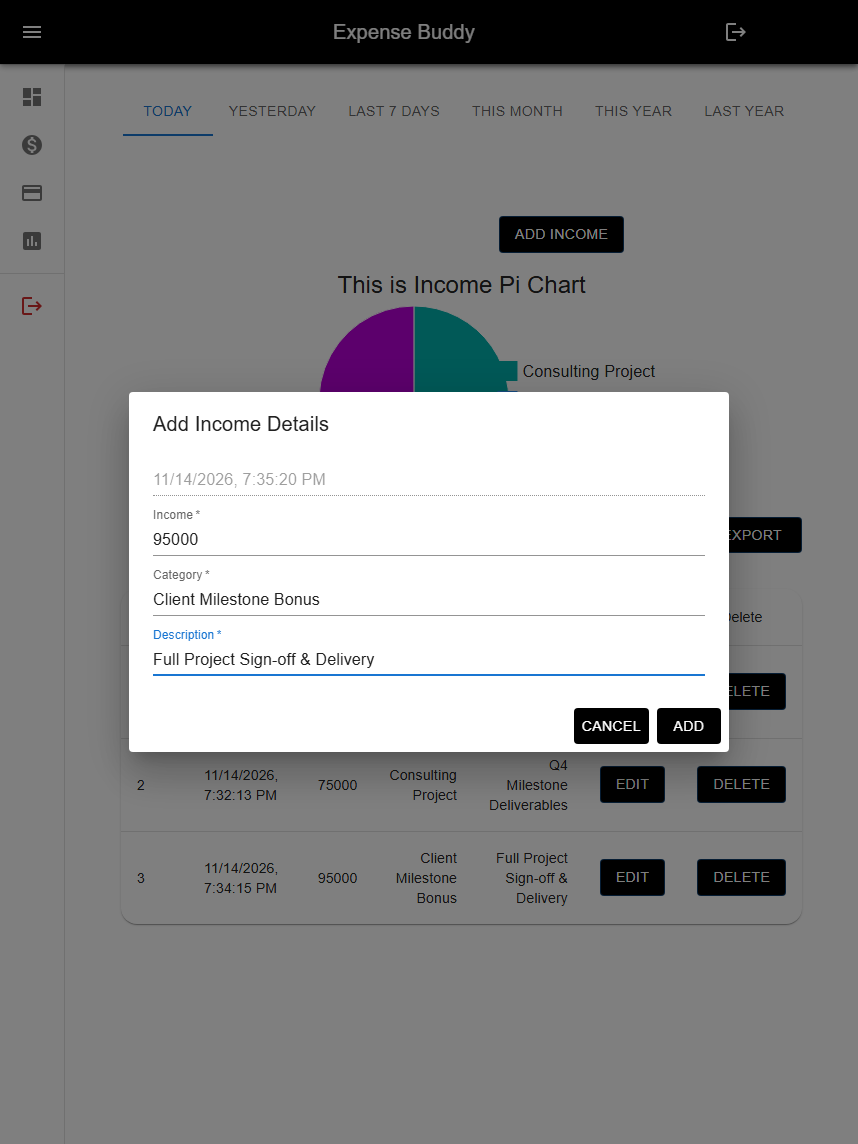 Expense Buddy
TODAY
YESTERDAY
LAST 7 DAYS
THIS MONTH
THIS YEAR
LAST YEAR
ADD INCOME
This is Income Pi Chart
Consulting Project
Add Income Details
11/14/2026, 7:35:20 PM
Income *
95000
Category *
Client Milestone Bonus
Description *
Full Project Sign-off & Delivery
CANCEL
ADD
EXPORT
Delete
DELETE
2
11/14/2026,
7:32:13 PM
75000
Consulting
Project
Q4
Milestone
Deliverables
EDIT
DELETE
3
11/14/2026,
7:34:15 PM
95000
Client
Milestone
Bonus
Full Project
Sign-off &
Delivery
EDIT
DELETE